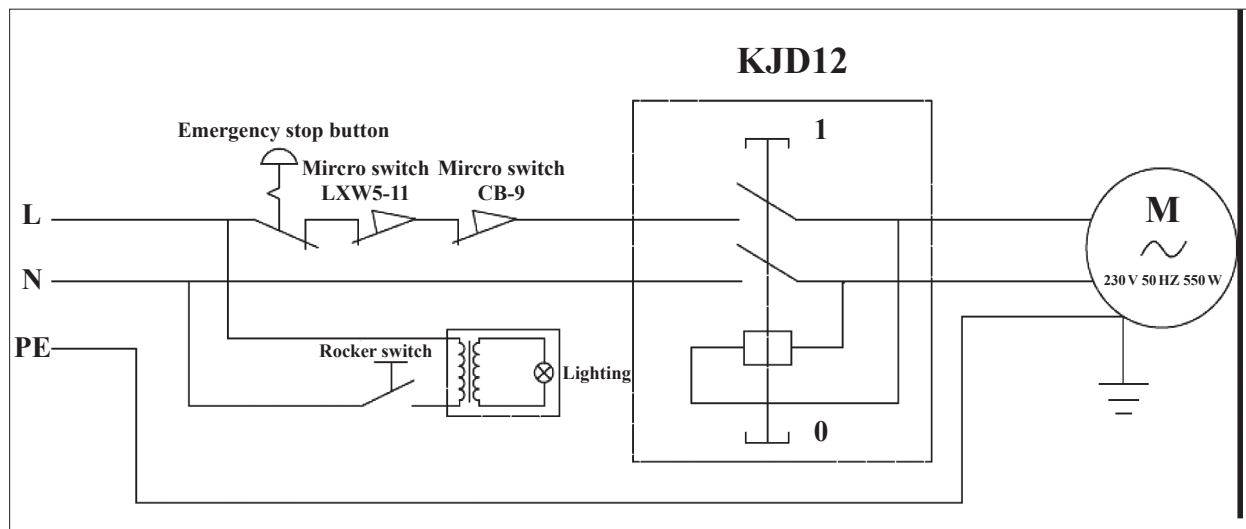 KJD12
1
Emergency stop button
Mircro switch
LXW5-11
Mircro switch
CB-9
L
M
N
230 V 50 HZ 550 W
PE
Rocker switch
Lighting
0